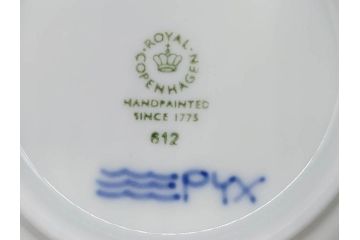 ROYAL
COPENHAGEN
HANDPAINTED
SINCE 1775
612
PYX